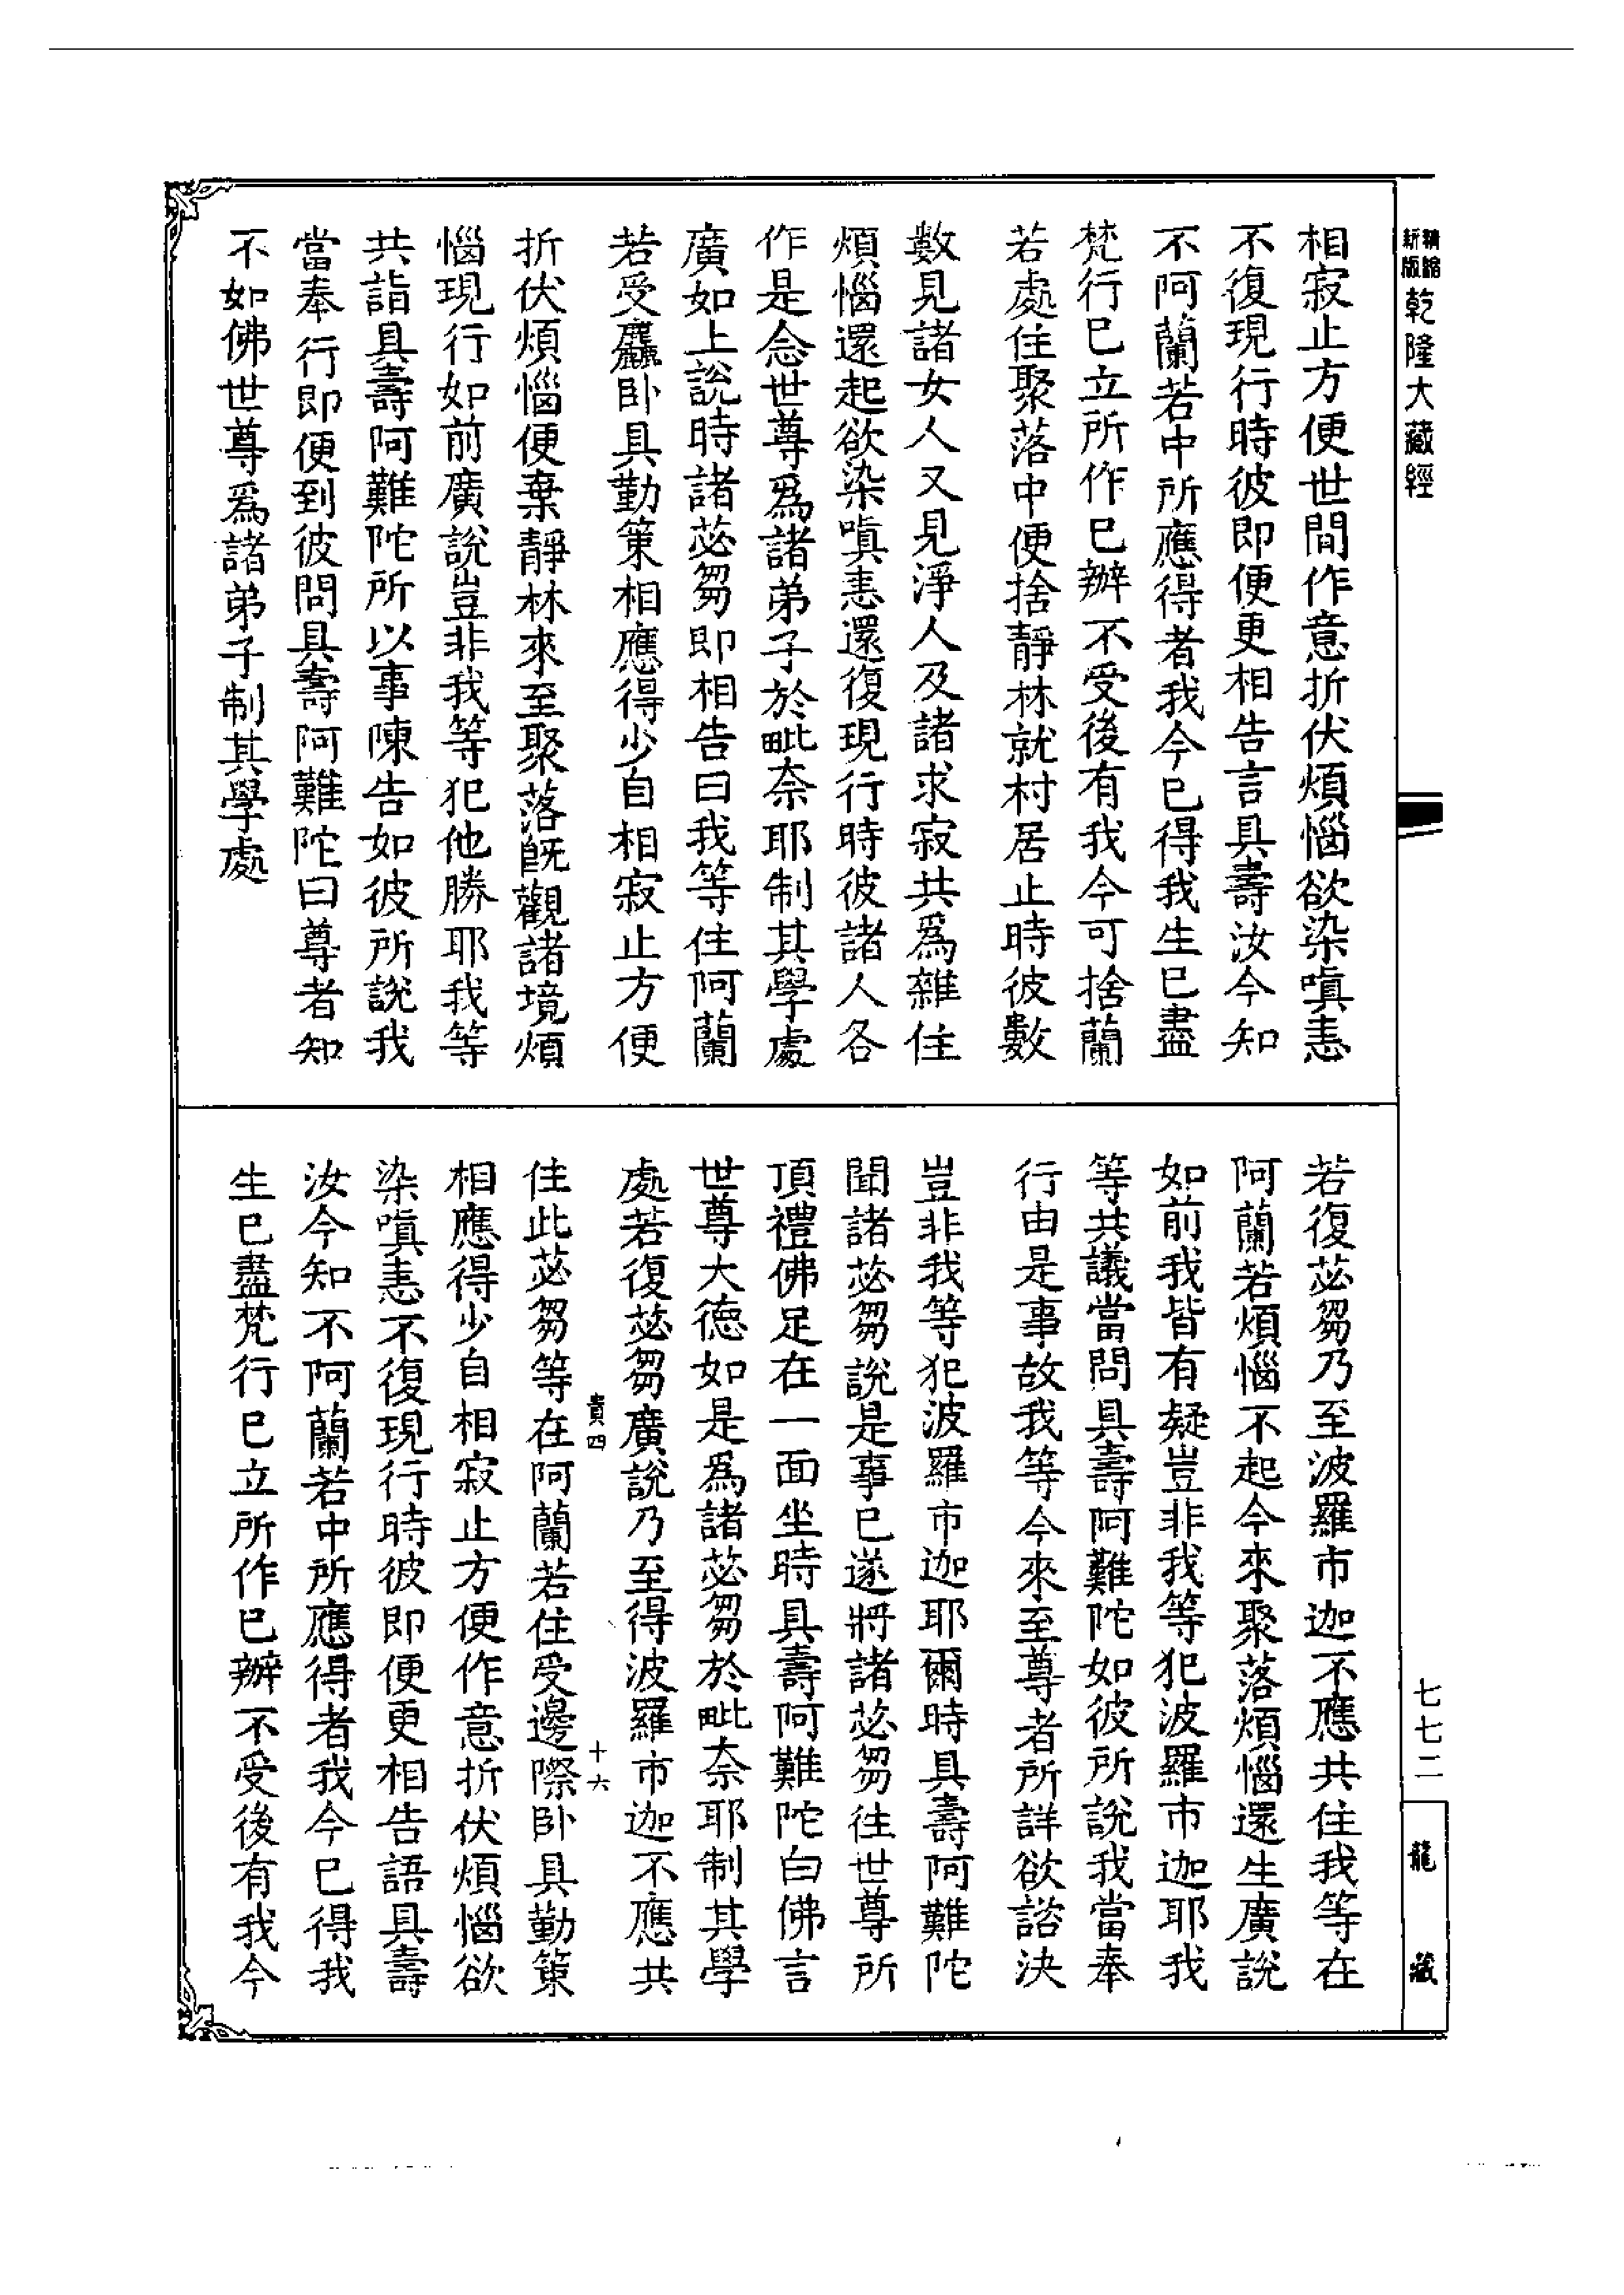 精縮新版乾隆大藏經
相寂止方便世間作意折伏煩惱欲染嗔恚
不復現行時彼即便更相告言具壽汝今知
不阿蘭若中所應得者我今已得我生已盡
梵行已立所作已辦不受後有我今可捨蘭
若處住聚落中便捨靜林就村居止時彼數
數見諸女人又見淨人及諸求寂共為雜住
煩惱還起欲染嗔恚還復現行時彼諸人各
作是念世尊為諸弟子於毗奈耶制其學處
廣如上說時諸苾芻即相告曰我等住阿蘭
若受麤卧具勤策相應得少自相寂止方便
折伏煩惱便棄靜林來至聚落旣觀諸境煩
惱現行如前廣說豈非我等犯他勝耶我等
共詣具壽阿難陀所以事陳告如彼所說我
當奉行即便到彼問具壽阿難陀曰尊者知
不如佛世尊為諸弟子制其學處
若復苾芻乃至波羅市迦不應共住我等在
阿蘭若煩惱不起今來聚落煩惱還生廣說
如前我皆有疑豈非我等犯波羅市迦耶我
等共議當問具壽阿難陀如彼所說我當奉
行由是事故我等今來至尊者所詳欲諮決
豈非我等犯波羅市迦耶爾時具壽阿難陀
聞諸苾芻說是事已遂將諸苾芻往世尊所
頂禮佛足在一面坐時具壽阿難陀白佛言
世尊大德如是為諸苾芻於毗奈耶制其學
處若復苾芻廣說乃至得波羅市迦不應共
貴四 十六
住此苾芻等在阿蘭若住受邊際卧具勤策
相應得少自相寂止方便作意折伏煩惱欲
染嗔恚不復現行時彼即便更相告語具壽
汝今知不阿蘭若中所應得者我今已得我
生已盡梵行已立所作已辦不受後有我今
七七二
龍藏